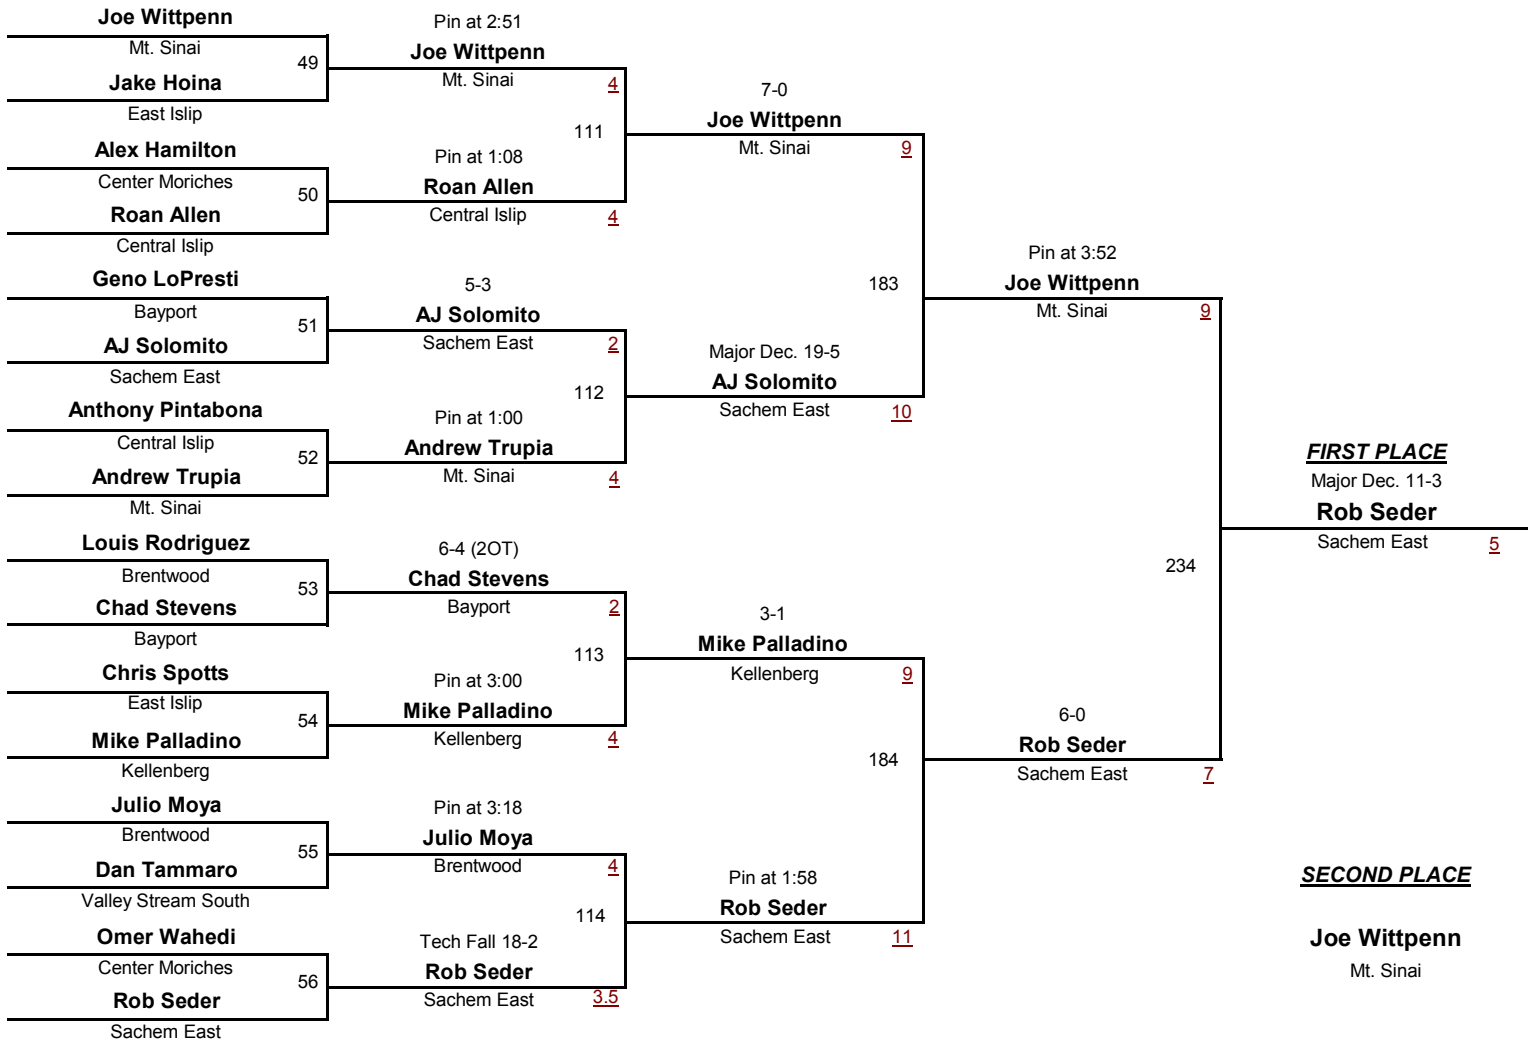 Joe Wittpenn
Mt. Sinai
49
Jake Hoina
East Islip
Alex Hamilton
Center Moriches
50
Roan Allen
Central Islip
Geno LoPresti
Bayport
51
AJ Solomito
Sachem East
Anthony Pintabona
Central Islip
52
Andrew Trupia
Mt. Sinai
Louis Rodriguez
Brentwood
53
Chad Stevens
Bayport
Chris Spotts
East Islip
54
Mike Palladino
Kellenberg
Julio Moya
Brentwood
55
Dan Tammaro
Valley Stream South
Omer Wahedi
Center Moriches
56
Rob Seder
Sachem East
Pin at 2:51
Joe Wittpenn
Mt. Sinai
4
111
Pin at 1:08
Roan Allen
Central Islip
4
5-3
AJ Solomito
Sachem East
2
112
Pin at 1:00
Andrew Trupia
Mt. Sinai
4
6-4 (2OT)
Chad Stevens
Bayport
2
113
Pin at 3:00
Mike Palladino
Kellenberg
4
Pin at 3:18
Julio Moya
Brentwood
4
114
Tech Fall 18-2
Rob Seder
Sachem East
3.5
7-0
Joe Wittpenn
Mt. Sinai
9
183
Major Dec. 19-5
AJ Solomito
Sachem East
10
3-1
Mike Palladino
Kellenberg
9
184
Pin at 1:58
Rob Seder
Sachem East
11
Pin at 3:52
Joe Wittpenn
Mt. Sinai
9
234
6-0
Rob Seder
Sachem East
7
FIRST PLACE
Major Dec. 11-3
Rob Seder
Sachem East
5
SECOND PLACE
Joe Wittpenn
Mt. Sinai